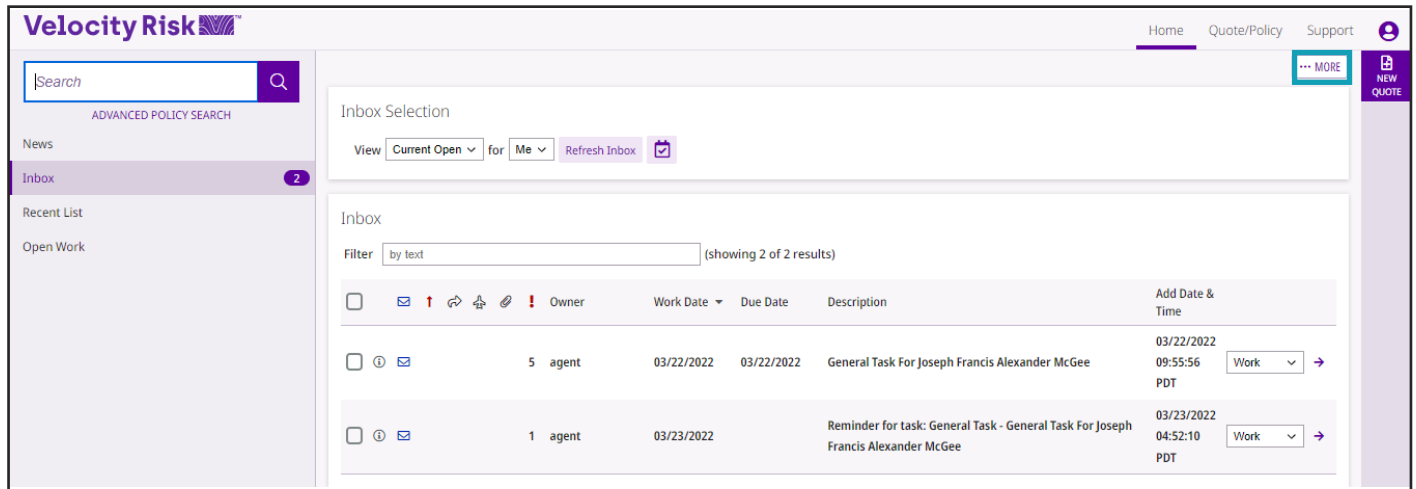 Velocity Risk™
Home Quote/Policy Support
Search
ADVANCED POLICY SEARCH
News
Inbox 2
Recent List
Open Work
••• MORE
NEW
QUOTE
Inbox Selection
View Current Open for Me Refresh Inbox
Inbox
Filter by text (showing 2 of 2 results)
! Owner Work Date Due Date Description Add Date &
Time
5 agent 03/22/2022 03/22/2022 General Task For Joseph Francis Alexander McGee 03/22/2022
09:55:56
PDT
Work
1 agent 03/23/2022 Reminder for task: General Task - General Task For Joseph
Francis Alexander McGee
03/23/2022
04:52:10
PDT
Work